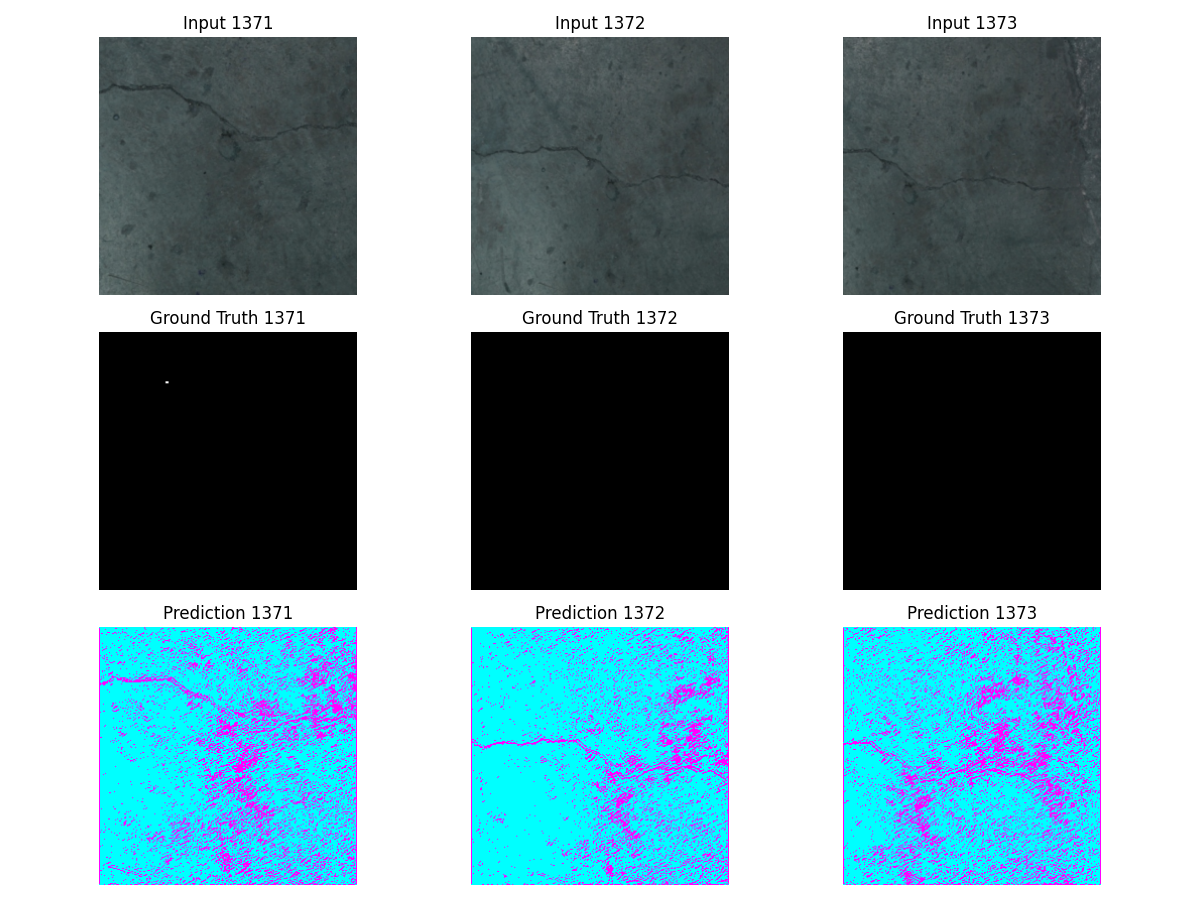 Input 1371
Input 1372
Input 1373
Ground Truth 1371
Ground Truth 1372
Ground Truth 1373
Prediction 1371
Prediction 1372
Prediction 1373